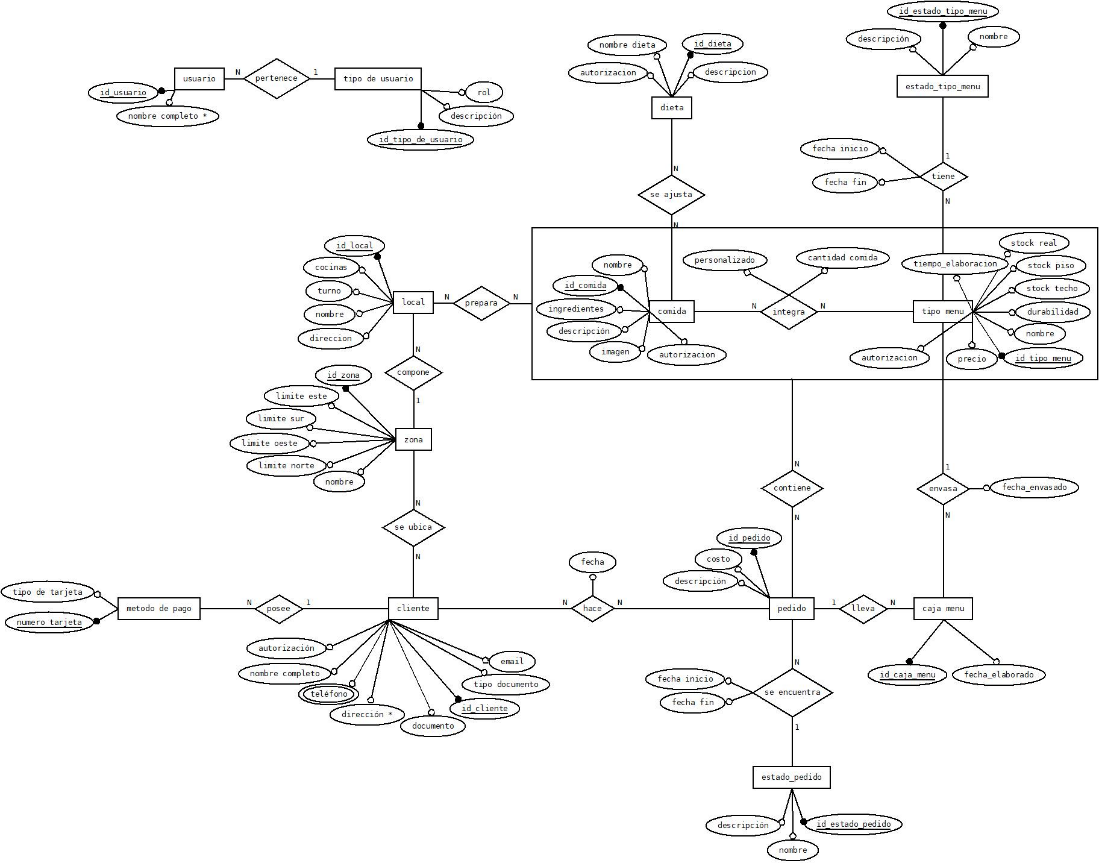 id_estado_tipo_menu
descripción
nombre
estado_tipo_menu
nombre dieta
id_dieta
autorizacion
descripcion
dieta
usuario
N
pertenece
1
tipo de usuario
id_usuario
nombre completo *
rol
descripción
id_tipo_de_usuario
fecha inicio
fecha fin
1
tiene
N
N
se ajusta
N
id_local
cocinas
turno
nombre
direccion
local
N
prepara
N
nombre
id_comida
ingredientes
descripción
imagen
autorizacion
comida
personalizado
cantidad comida
N
integra
N
tiempo_elaboracion
stock real
stock piso
stock techo
durabilidad
nombre
id_tipo_menu
precio
autorizacion
tipo menu
N
compone
1
id_zona
limite este
limite sur
limite oeste
limite norte
nombre
zona
N
se ubica
N
N
contiene
N
1
envasa
N
fecha_envasado
id_pedido
costo
descripción
fecha
tipo de tarjeta
numero tarjeta
metodo de pago
N
posee
1
cliente
N
hace
N
pedido
1
lleva
N
caja menu
autorización
nombre completo
teléfono
dirección *
documento
id_cliente
tipo documento
email
id_caja_menu
fecha_elaborado
fecha inicio
fecha fin
N
se encuentra
1
estado_pedido
descripción
nombre
id_estado_pedido